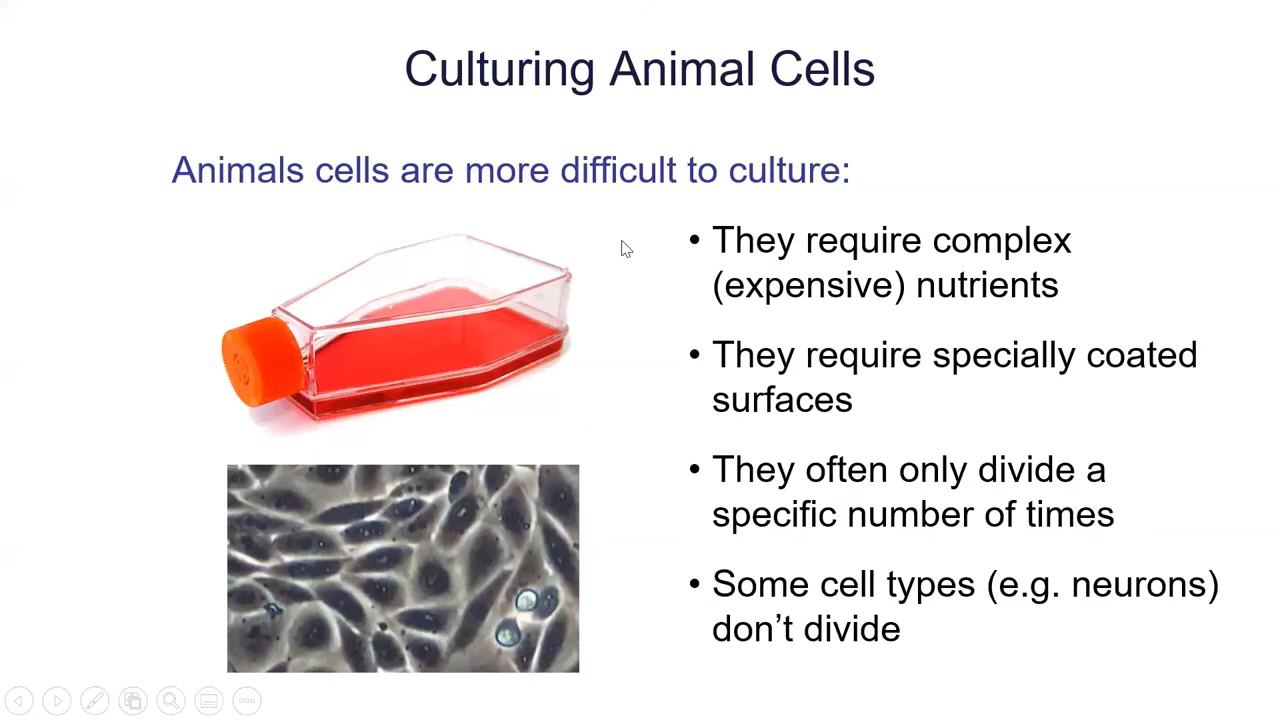 Culturing Animal Cells
Animals cells are more difficult to culture:
• They require complex
(expensive) nutrients
• They require specially coated
surfaces
• They often only divide a
specific number of times
• Some cell types (e.g. neurons)
don’t divide